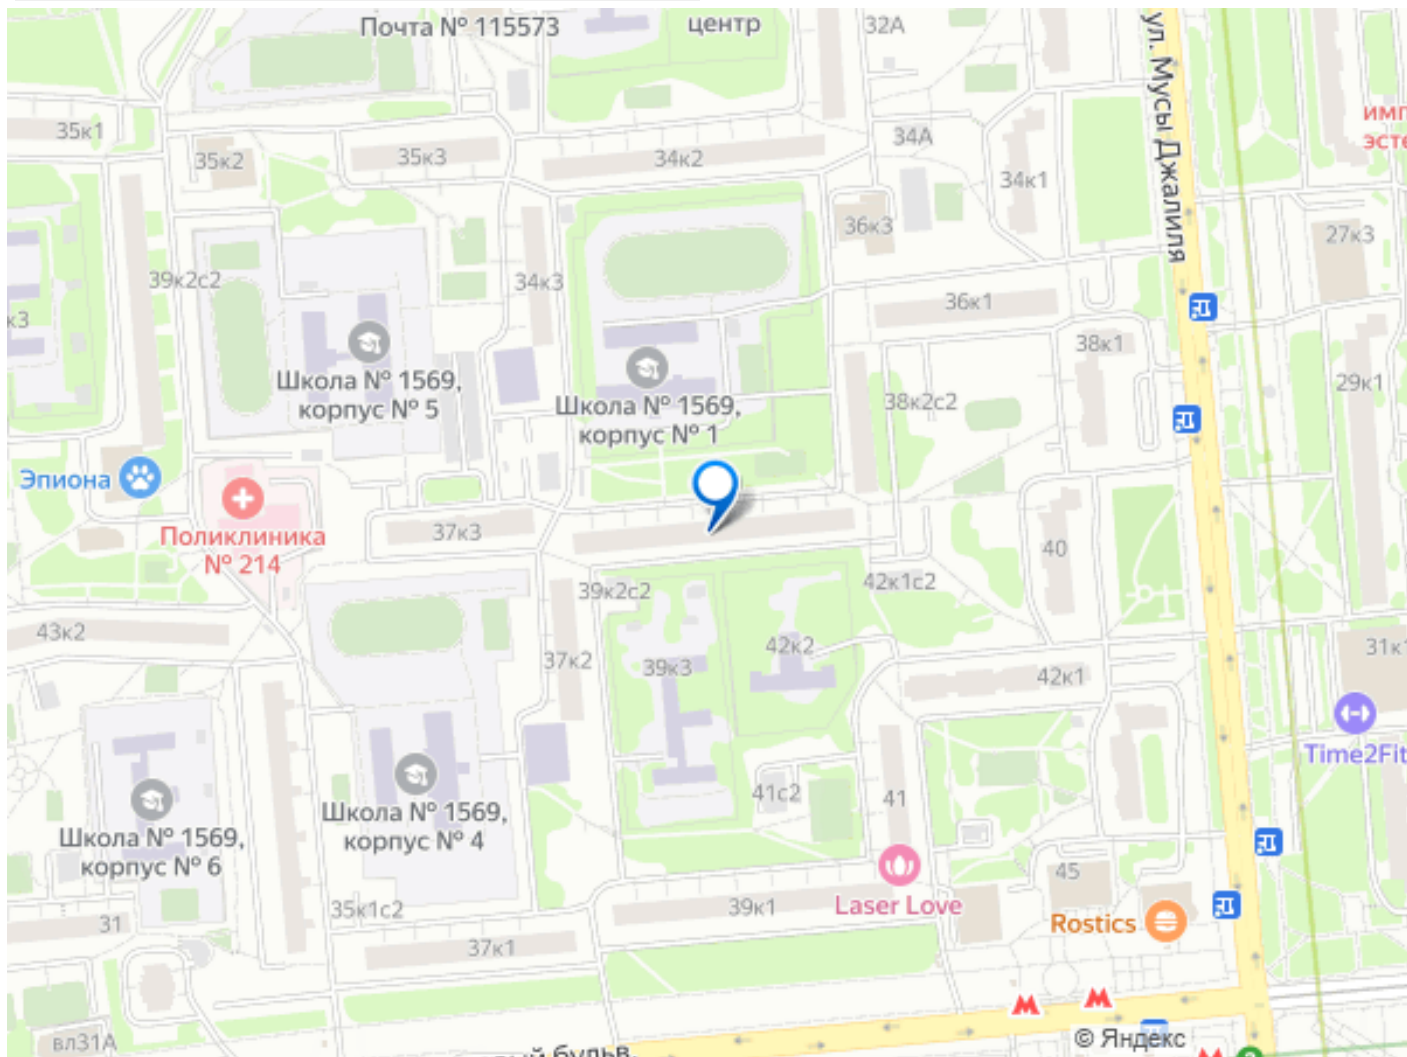 Почта № 115573
центр
32А
ул. Мусы Джалиля
35к1
35к2
35к3
34к2
34А
34к1
имп
эсте
36к3
27к3
39к2с2
34к3
36к1
к3
38к1
Школа № 1569,
корпус № 5
Школа № 1569,
корпус № 1
38к2с2
29к1
Эпиона
Поликлиника
№ 214
37к3
40
39к2с2
42к1с2
43к2
37к2
39к3
42к2
42к1
31к1
Time2Fit
41с2
41
Школа № 1569,
корпус № 6
Школа № 1569,
корпус № 4
45
Laser Love
Rostics
31
35к1с2
39к1
37к1
вл31А
© Яндекс